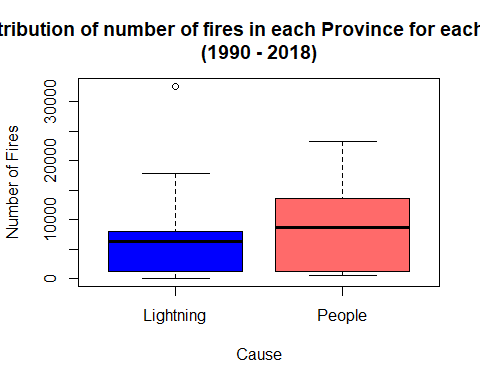 tribution of number of fires in each Province for each
(1990 - 2018)
Number of Fires
30000
10000
0
Lightning
People
Cause